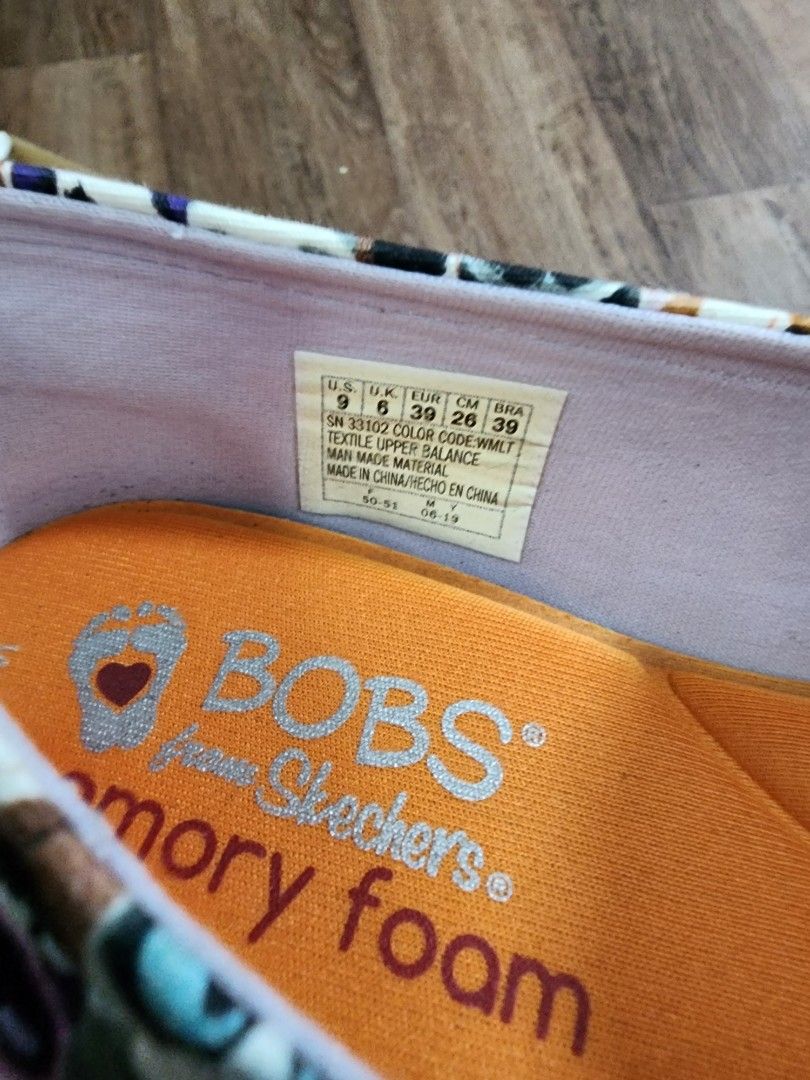 U.S. U.K. EUR CM BRA
9 6 39 26 39
SN 33102 COLOR CODE:WMLT
TEXTILE UPPER BALANCE
MAN MADE MATERIAL
MADE IN CHINA/HECHO EN CHINA
F M Y
50-51 06-19
BOBS®
from Skechers®
emory foam